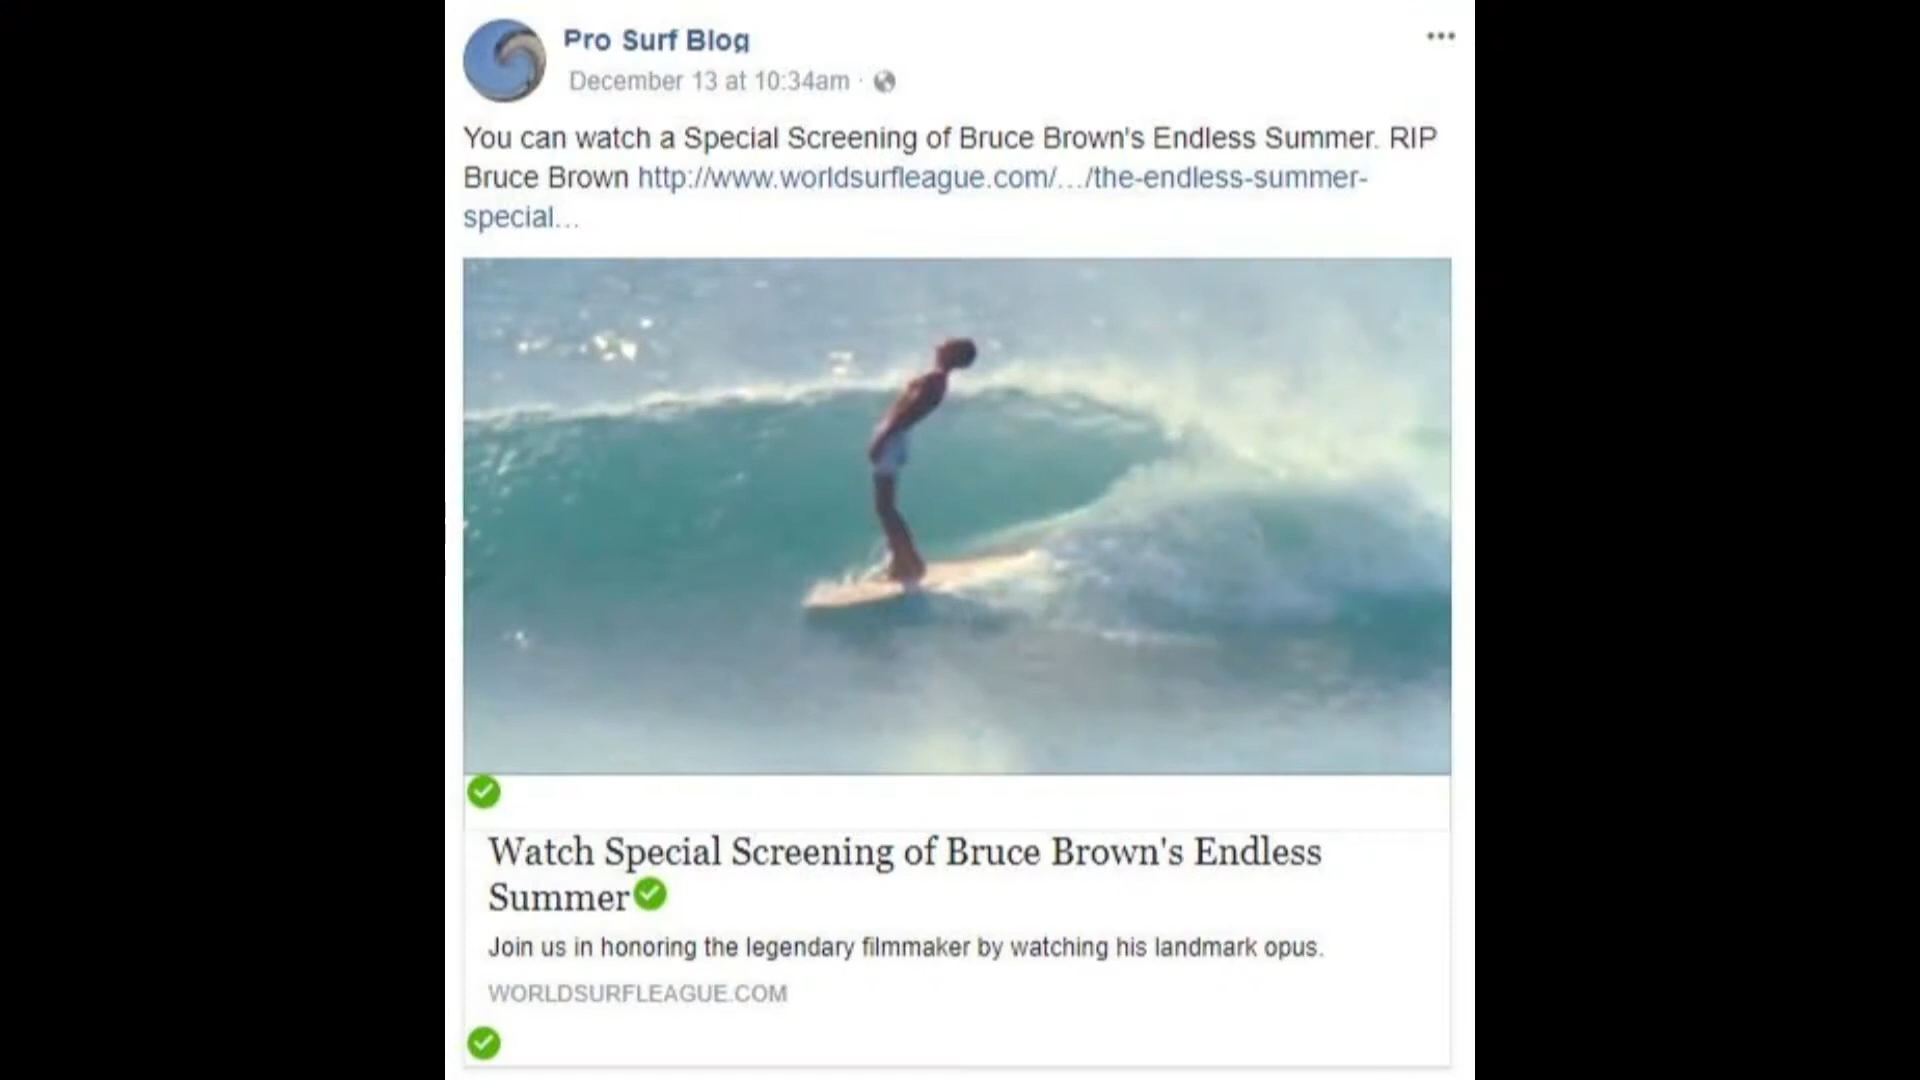 Pro Surf Blog
December 13 at 10:34am ·
You can watch a Special Screening of Bruce Brown's Endless Summer. RIP
Bruce Brown http://www.worldsurfleague.com/…/the-endless-summer-
special…
Watch Special Screening of Bruce Brown's Endless
Summer
Join us in honoring the legendary filmmaker by watching his landmark opus.
WORLDSURFLEAGUE.COM